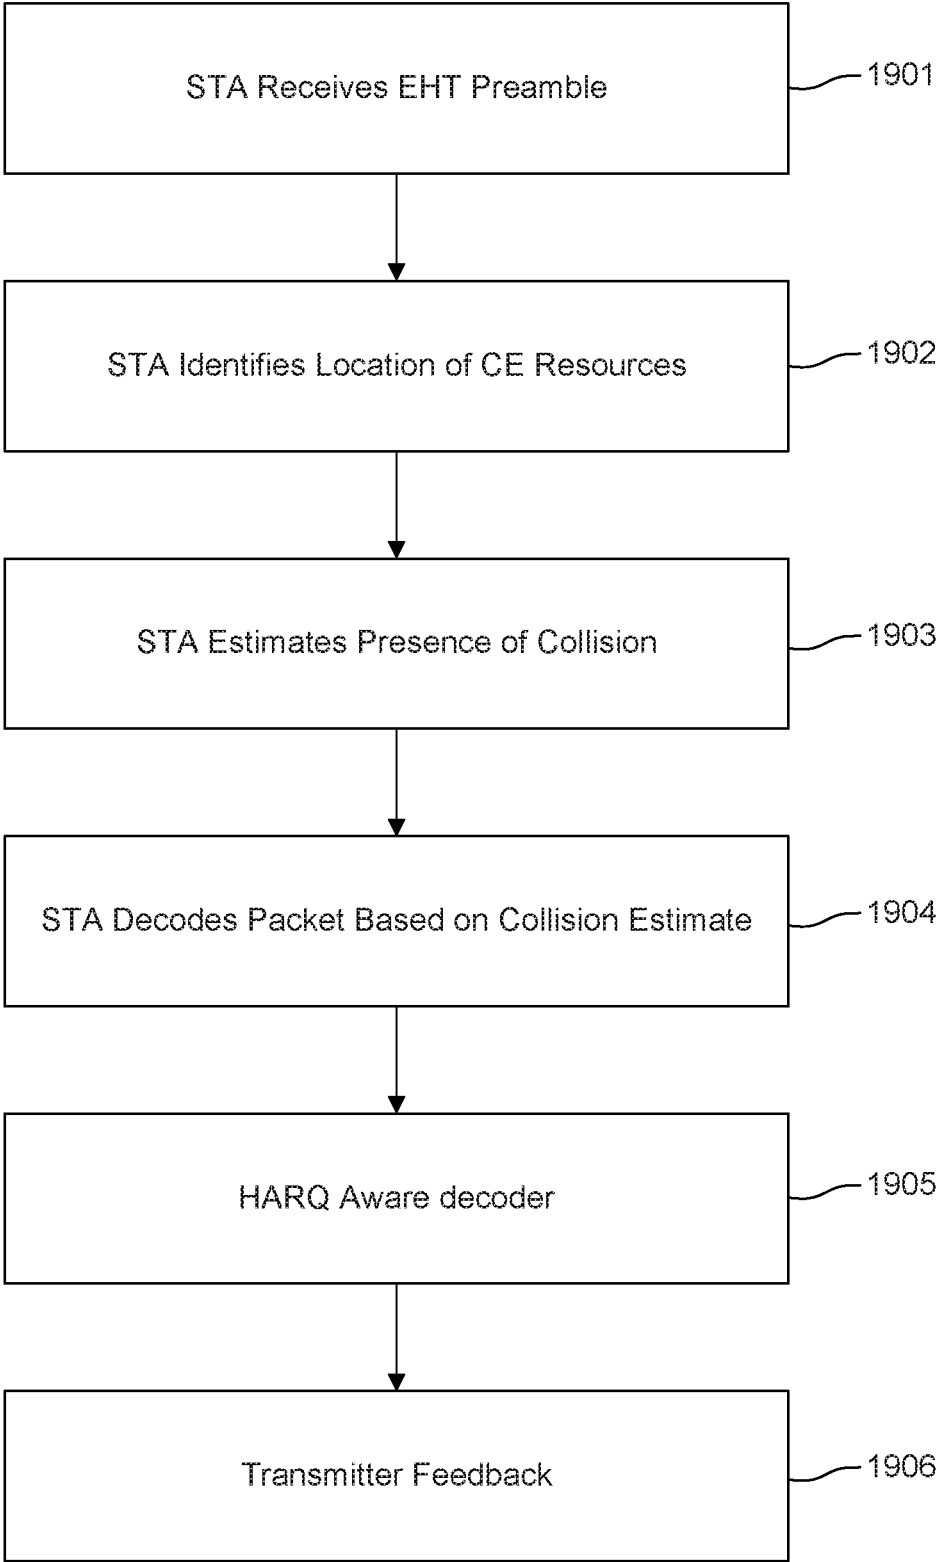 STA Receives EHT Preamble
1901
STA Identifies Location of CE Resources
1902
STA Estimates Presence of Collision
1903
STA Decodes Packet Based on Collision Estimate
1904
HARQ Aware decoder
1905
Transmitter Feedback
1906